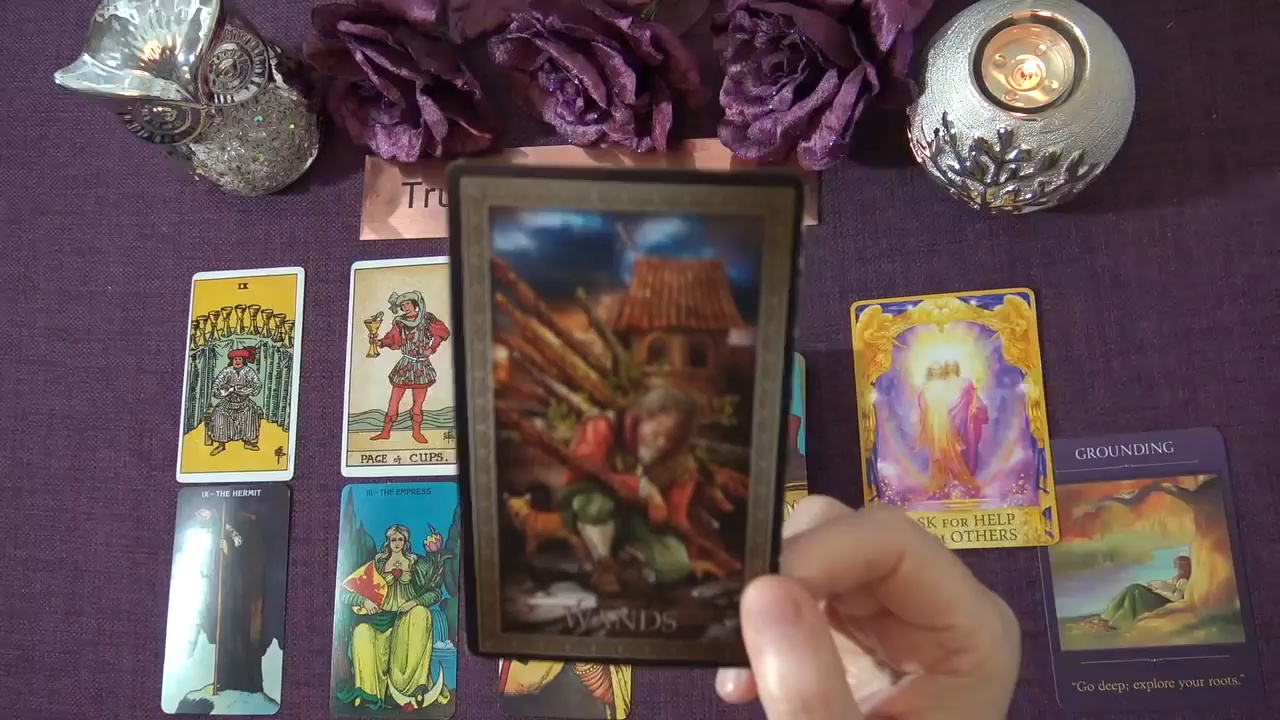 Tru
IX
PAGE of CUPS.
IX - THE HERMIT
III - THE EMPRESS
WANDS
SK FOR HELP
M OTHERS
GROUNDING
"Go deep; explore your roots."